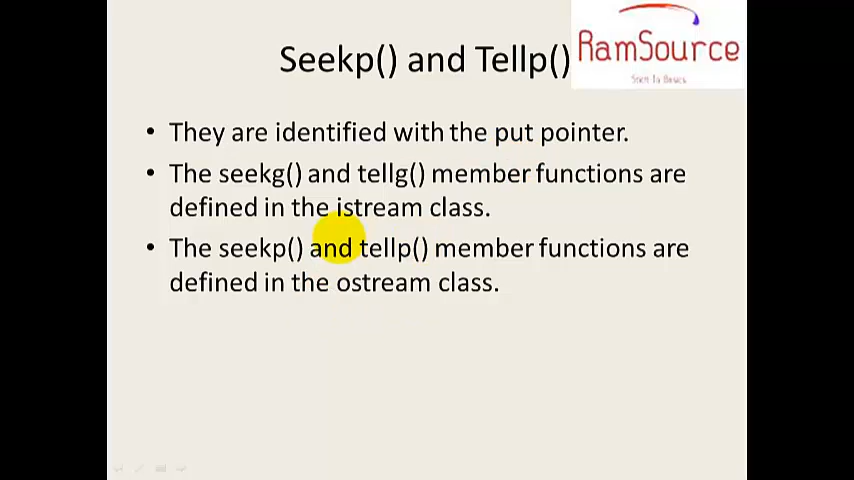 Seekp() and Tellp()
RamSource
• They are identified with the put pointer.
• The seekg() and tellg() member functions are
defined in the istream class.
• The seekp() and tellp() member functions are
defined in the ostream class.